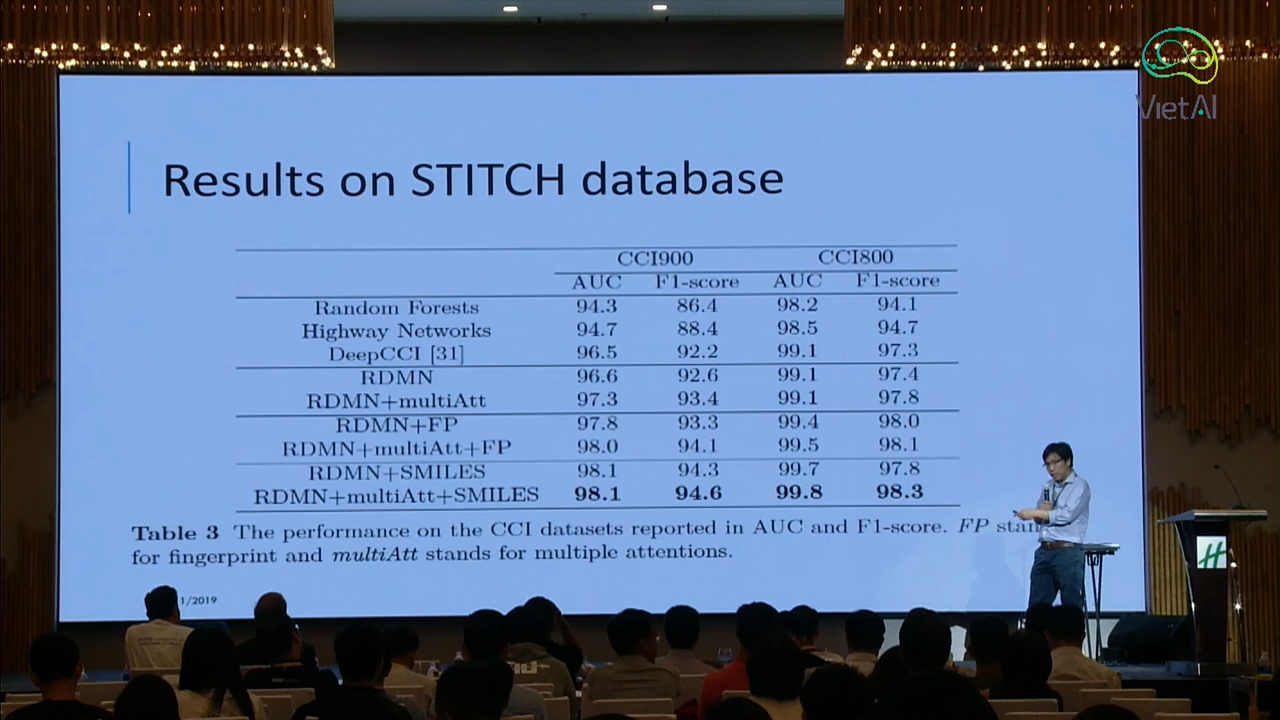 VietAI
Results on STITCH database
CCI900 CCI800
AUC F1-score AUC F1-score
Random Forests 94.3 86.4 98.2 94.1
Highway Networks 94.7 88.4 98.5 94.7
DeepCCI [31] 96.5 92.2 99.1 97.3
RDMN 96.6 92.6 99.1 97.4
RDMN+multiAtt 97.3 93.4 99.1 97.8
RDMN+FP 97.8 93.3 99.4 98.0
RDMN+multiAtt+FP 98.0 94.1 99.5 98.1
RDMN+SMILES 98.1 94.3 99.7 97.8
RDMN+multiAtt+SMILES 98.1 94.6 99.8 98.3
Table 3 The performance on the CCI datasets reported in AUC and F1-score. FP stan
for fingerprint and multiAtt stands for multiple attentions.
1/2019